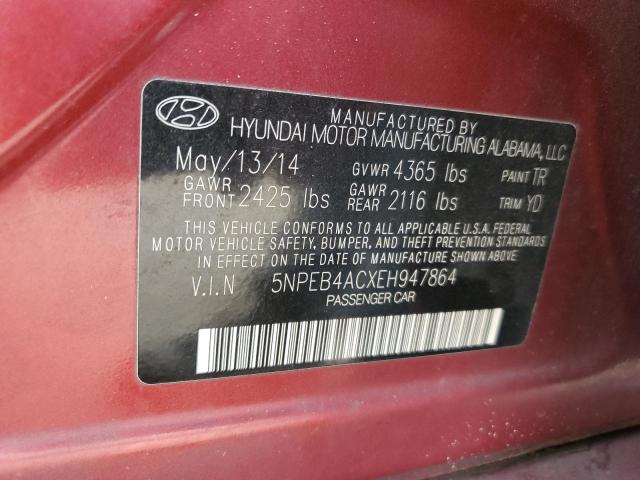 MANUFACTURED BY
HYUNDAI MOTOR MANUFACTURING ALABAMA, LLC
May/13/14 GVWR 4365 lbs PAINT TR
GAWR FRONT 2425 lbs GAWR REAR 2116 lbs TRIM YD
THIS VEHICLE CONFORMS TO ALL APPLICABLE U.S.A. FEDERAL
MOTOR VEHICLE SAFETY, BUMPER, AND THEFT PREVENTION STANDARDS
IN EFFECT ON THE DATE OF MANUFACTURE SHOWN ABOVE.
V.I.N 5NPEB4ACXEH947864
PASSENGER CAR